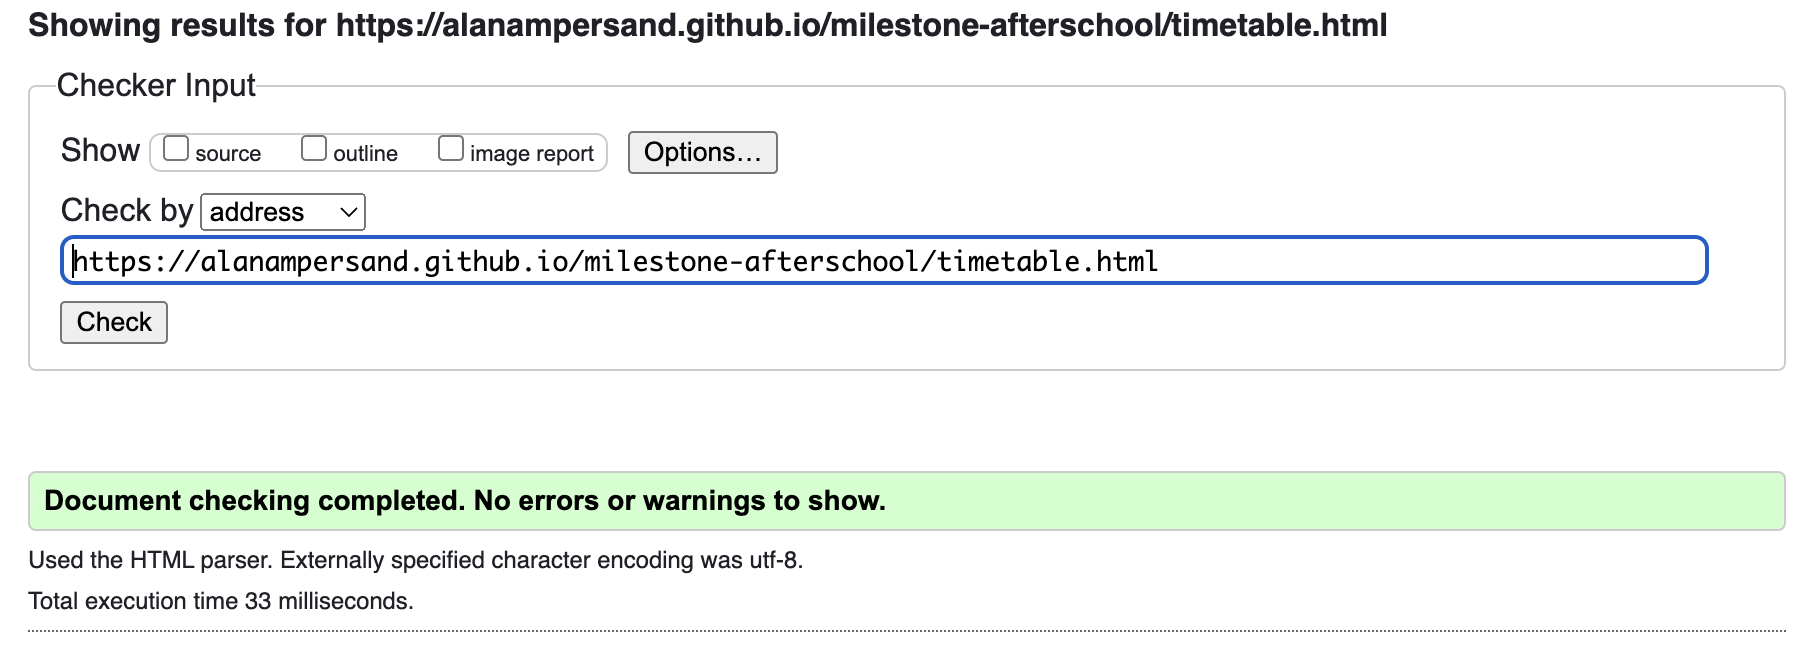 Showing results for https://alanampersand.github.io/milestone-afterschool/timetable.html
Checker Input
Show source outline image report Options…
Check by address
https://alanampersand.github.io/milestone-afterschool/timetable.html
Check
Document checking completed. No errors or warnings to show.
Used the HTML parser. Externally specified character encoding was utf-8.
Total execution time 33 milliseconds.